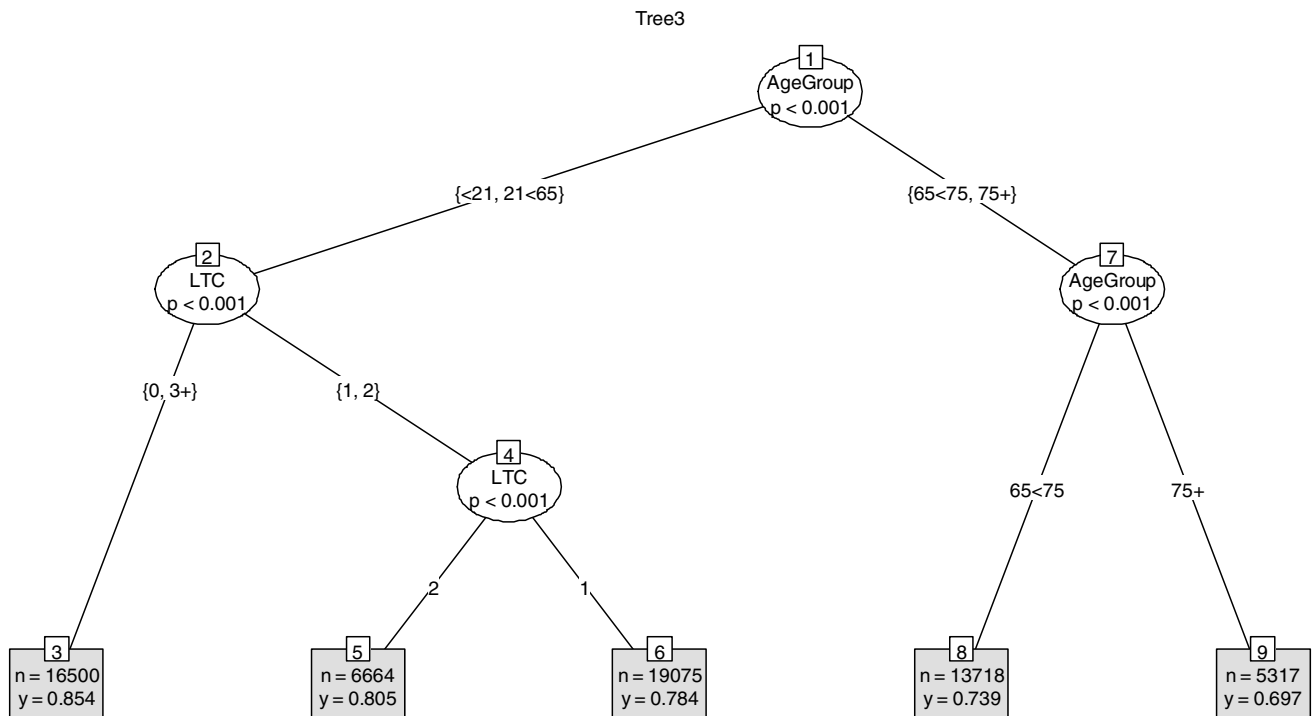 Tree3
1
AgeGroup
p < 0.001
{<21, 21<65}
{65<75, 75+}
2
LTC
p < 0.001
7
AgeGroup
p < 0.001
{0, 3+}
{1, 2}
4
LTC
p < 0.001
65<75
75+
2
1
3
n = 16500
y = 0.854
5
n = 6664
y = 0.805
6
n = 19075
y = 0.784
8
n = 13718
y = 0.739
9
n = 5317
y = 0.697